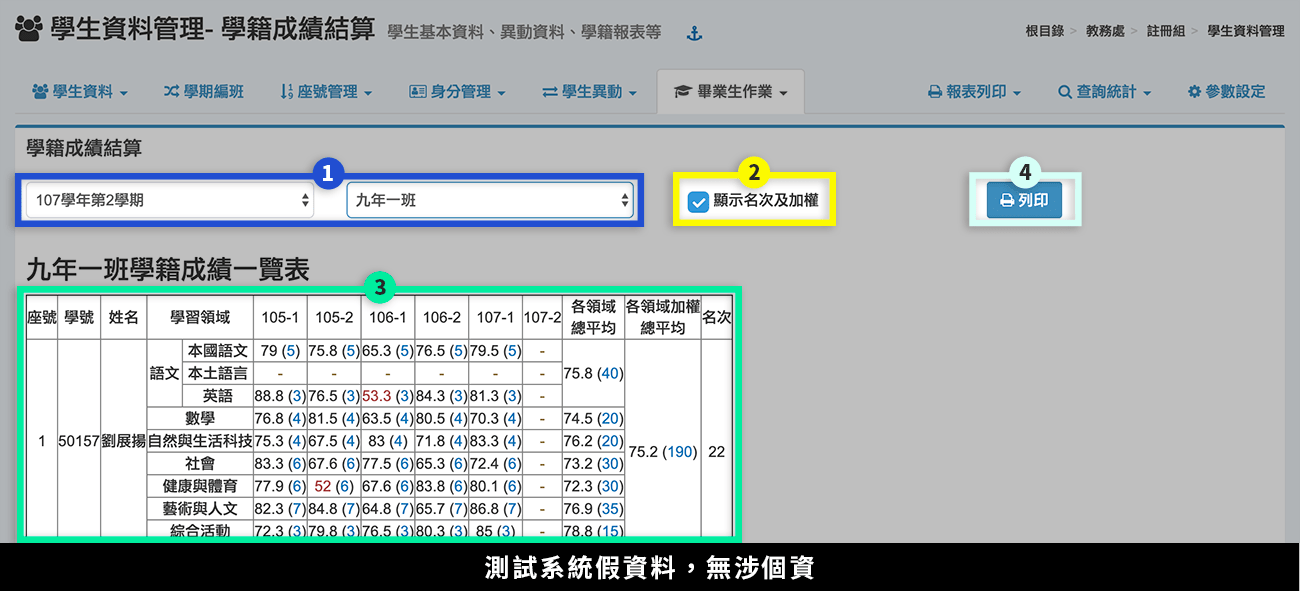 學生資料管理- 學籍成績結算 學生基本資料、異動資料、學籍報表等
根目錄 > 教務處 > 註冊組 > 學生資料管理
學生資料 學期編班 座號管理 身分管理 學生異動 畢業生作業 報表列印 查詢統計 參數設定
學籍成績結算
1 2 4
107學年第2學期 九年一班 顯示名次及加權 列印
九年一班學籍成績一覽表
3
座號 學號 姓名 學習領域 105-1 105-2 106-1 106-2 107-1 107-2 各領域總平均 各領域加權總平均 名次
語文 本國語文 79 (5) 75.8 (5) 65.3 (5) 76.5 (5) 79.5 (5) - 75.8 (40)
本土語言 - - - - - -
英語 88.8 (3) 76.5 (3) 53.3 (3) 84.3 (3) 81.3 (3) -
數學 76.8 (4) 81.5 (4) 63.5 (4) 80.5 (4) 70.3 (4) - 74.5 (20)
1 50157 劉展揚 自然與生活科技 75.3 (4) 67.5 (4) 83 (4) 71.8 (4) 83.3 (4) - 76.2 (20) 75.2 (190) 22
社會 83.3 (6) 67.6 (6) 77.5 (6) 65.3 (6) 72.4 (6) - 73.2 (30)
健康與體育 77.9 (6) 52 (6) 67.6 (6) 83.8 (6) 80.1 (6) - 72.3 (30)
藝術與人文 82.3 (7) 84.8 (7) 64.8 (7) 65.7 (7) 86.8 (7) - 76.9 (35)
綜合活動 72.3 (3) 79.8 (3) 76.5 (3) 80.3 (3) 85 (3) - 78.8 (15)
測試系統假資料，無涉個資